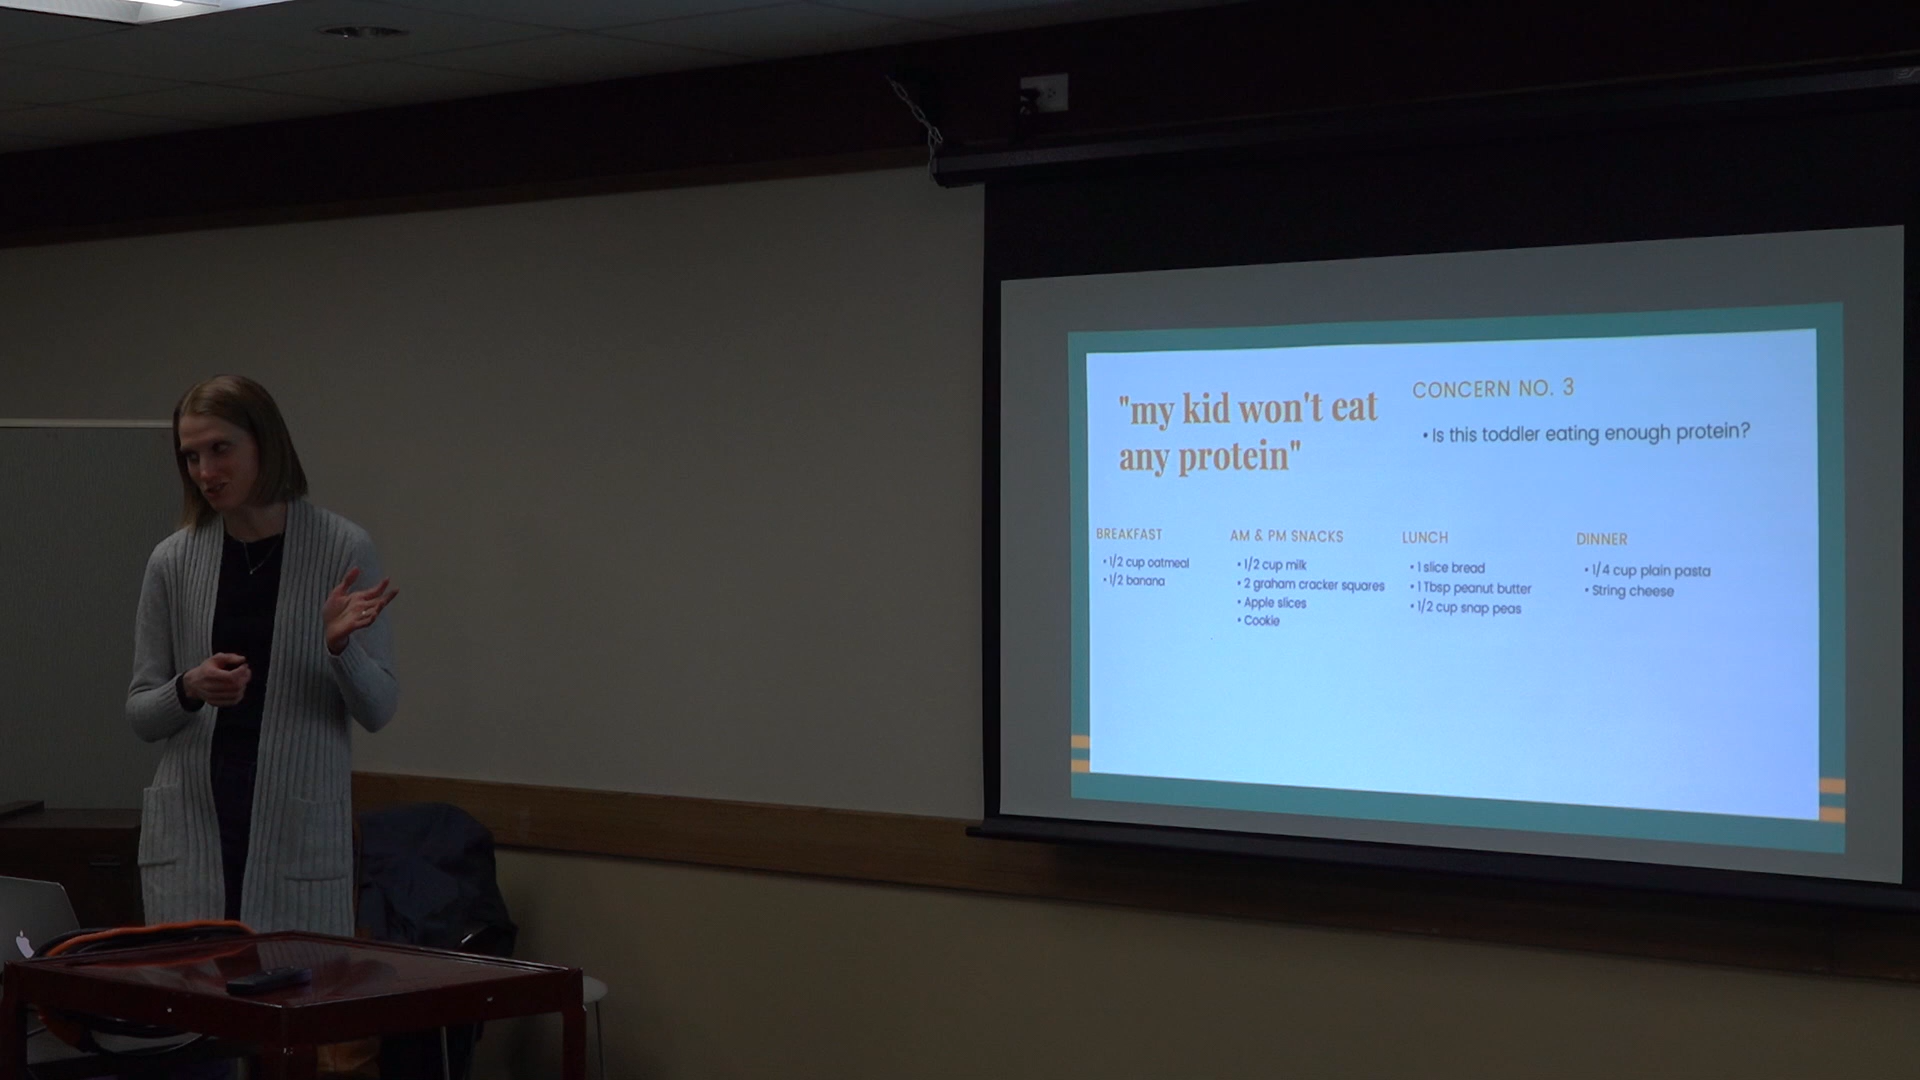 "my kid won't eat
any protein"
CONCERN NO. 3
• Is this toddler eating enough protein?
BREAKFAST
• 1/2 cup oatmeal
• 1/2 banana
AM & PM SNACKS
• 1/2 cup milk
• 2 graham cracker squares
• Apple slices
• Cookie
LUNCH
• 1 slice bread
• 1 Tbsp peanut butter
• 1/2 cup snap peas
DINNER
• 1/4 cup plain pasta
• String cheese